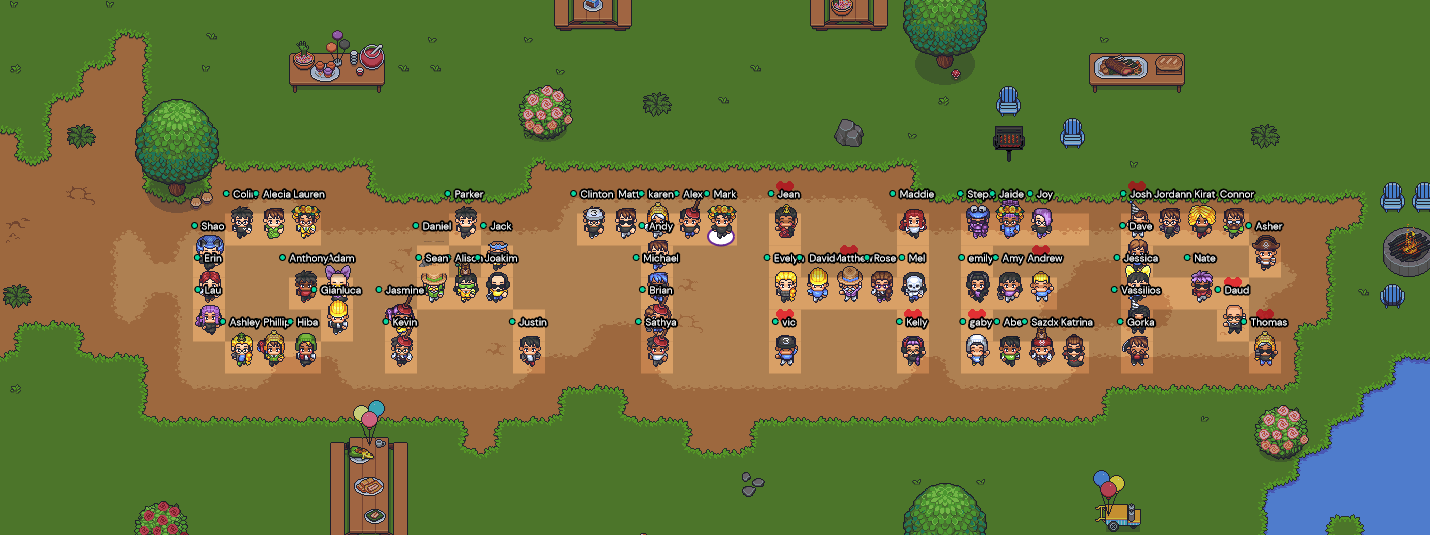 Alecia Lauren Parker Clinton Matt karen Alex Mark Jean Maddie Step Jaide Joy Josh Jordann Kirat Connor
Shao Daniel Jack Andy Dave Asher
Erin Anthony Adam Sean Joakim Michael Evely David Rose Mel emily Amy Andrew Jessica Nate
Lau Gianluca Jasmine Brian Vassilios Daud
Ashley Hiba Kevin Justin Sathya vic Kelly gaby Abe Sazdx Katrina Gorka Thomas
3